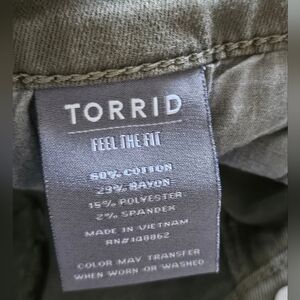 TORRID
FEEL THE FIT
60% COTTON
23% RAYON
15% POLYESTER
2% SPANDEX
MADE IN VIETNAM
RN#148862
COLOR MAY TRANSFER
WHEN WORN OR WASHED